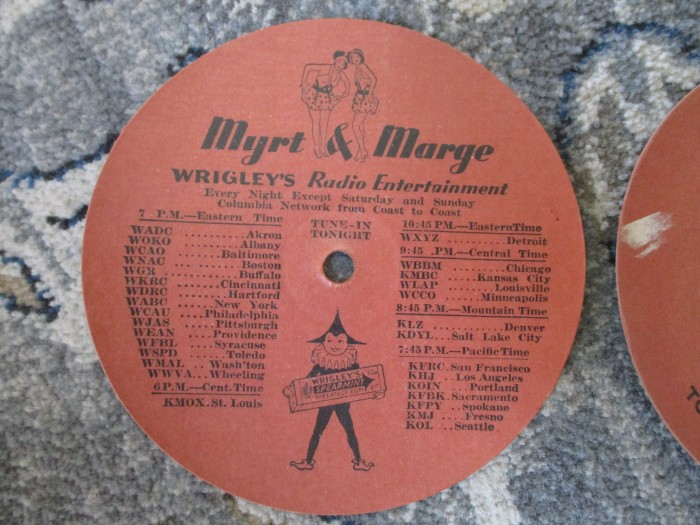 Myrt & Marge
WRIGLEY'S Radio Entertainment
Every Night Except Saturday and Sunday
Columbia Network from Coast to Coast
7 P.M.—Eastern Time
WADC ............ Akron
WOKO ............ Albany
WCAO ......... Baltimore
WNAC ............ Boston
WGR ............ Buffalo
WKRC ......... Cincinnati
WDRC ......... Hartford
WABC ......... New York
WCAU ...... Philadelphia
WJAS ........ Pittsburgh
WEAN ....... Providence
WFBL ......... Syracuse
WSPD ........... Toledo
WMAL ... Wash'ton
WWVA ... Wheeling
6 P.M.—Cent. Time
KMOX. St. Louis
TUNE-IN
TONIGHT
10:45 P.M.—Eastern Time
WXYZ ............ Detroit
9:45 .P.M.—Central Time
WBBM ......... Chicago
KMBC .... Kansas City
WLAP ....... Louisville
WCCO ..... Minneapolis
8:45 P.M.—Mountain Time
KLZ ............ Denver
KDYL... Salt Lake City
7:45 P.M.—Pacific Time
KFRC. San Francisco
KHJ ... Los Angeles
KOIN ... Portland
KFBK. Sacramento
KFPY .. Spokane
KMJ .... Fresno
KOL ... Seattle
WRIGLEY'S
SPEARMINT